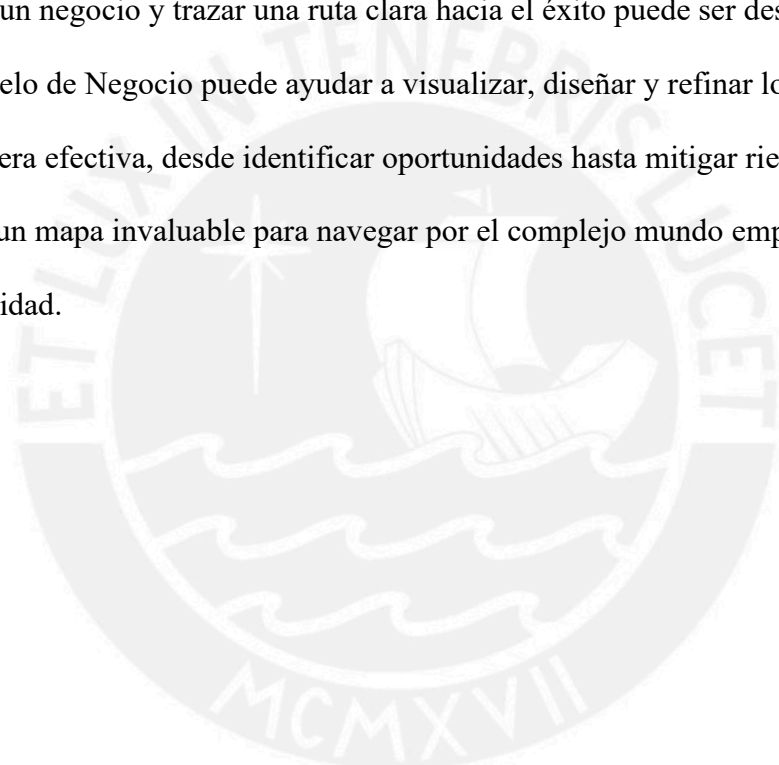 un negocio y trazar una ruta clara hacia el éxito puede ser des
elo de Negocio puede ayudar a visualizar, diseñar y refinar lo
era efectiva, desde identificar oportunidades hasta mitigar rie
un mapa invaluable para navegar por el complejo mundo emp
idad.
ET LUX IN TENEBRIS LUCET
MCMXVII